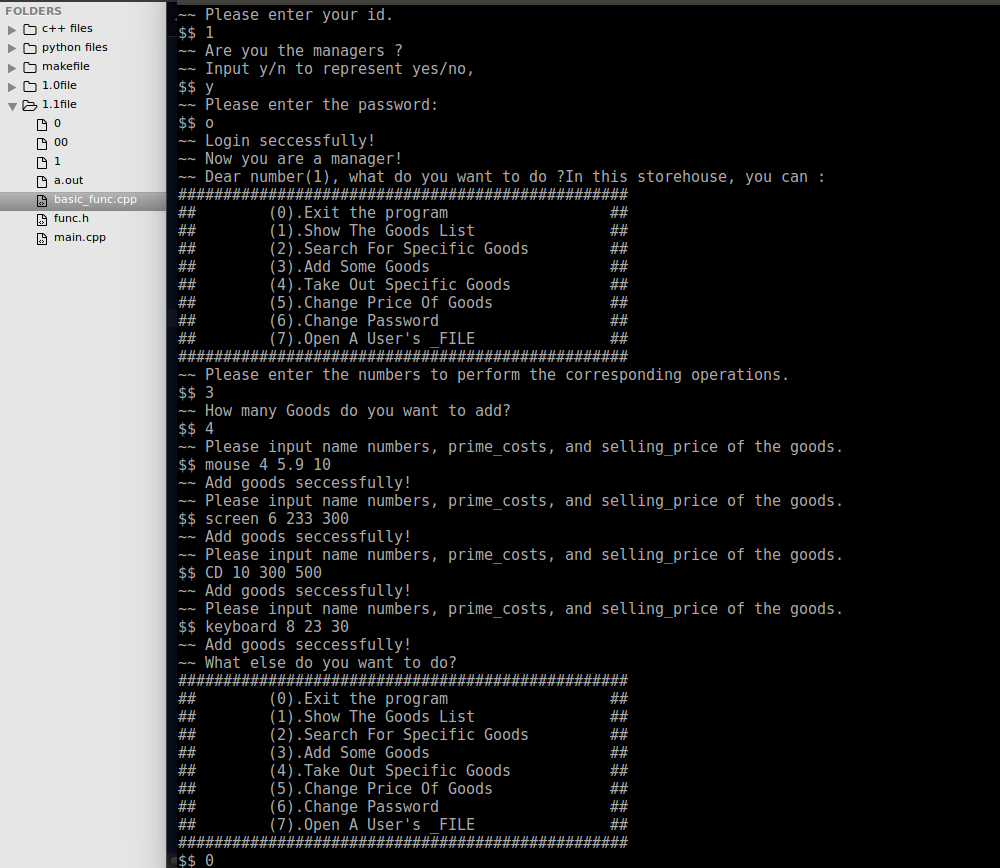 FOLDERS
c++ files
python files
makefile
1.0file
1.1file
0
00
1
a.out
basic_func.cpp
func.h
main.cpp
~~ Please enter your id.
$$ 1
~~ Are you the managers ?
~~ Input y/n to represent yes/no,
$$ y
~~ Please enter the password:
$$ o
~~ Login seccessfully!
~~ Now you are a manager!
~~ Dear number(1), what do you want to do ?In this storehouse, you can :
##################################################
##        (0).Exit the program                  ##
##        (1).Show The Goods List               ##
##        (2).Search For Specific Goods         ##
##        (3).Add Some Goods                    ##
##        (4).Take Out Specific Goods           ##
##        (5).Change Price Of Goods             ##
##        (6).Change Password                   ##
##        (7).Open A User's _FILE               ##
##################################################
~~ Please enter the numbers to perform the corresponding operations.
$$ 3
~~ How many Goods do you want to add?
$$ 4
~~ Please input name numbers, prime_costs, and selling_price of the goods.
$$ mouse 4 5.9 10
~~ Add goods seccessfully!
~~ Please input name numbers, prime_costs, and selling_price of the goods.
$$ screen 6 233 300
~~ Add goods seccessfully!
~~ Please input name numbers, prime_costs, and selling_price of the goods.
$$ CD 10 300 500
~~ Add goods seccessfully!
~~ Please input name numbers, prime_costs, and selling_price of the goods.
$$ keyboard 8 23 30
~~ Add goods seccessfully!
~~ What else do you want to do?
##################################################
##        (0).Exit the program                  ##
##        (1).Show The Goods List               ##
##        (2).Search For Specific Goods         ##
##        (3).Add Some Goods                    ##
##        (4).Take Out Specific Goods           ##
##        (5).Change Price Of Goods             ##
##        (6).Change Password                   ##
##        (7).Open A User's _FILE               ##
##################################################
$$ 0